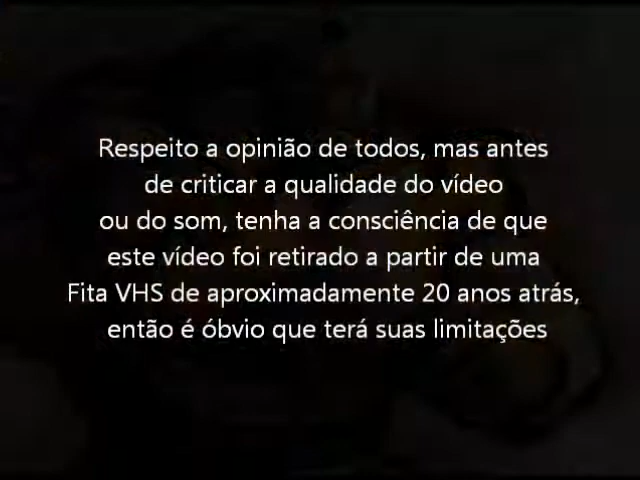 Respeito a opinião de todos, mas antes
de criticar a qualidade do vídeo
ou do som, tenha a consciência de que
este vídeo foi retirado a partir de uma
Fita VHS de aproximadamente 20 anos atrás,
então é óbvio que terá suas limitações